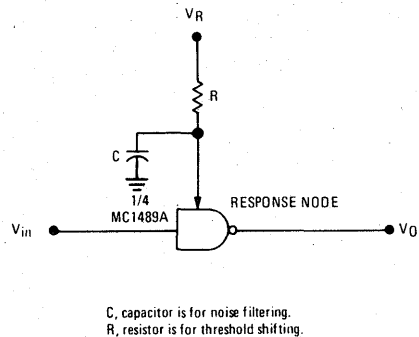 VR
R
C
1/4
MC1489A
RESPONSE NODE
Vin
VO
C, capacitor is for noise filtering.
R, resistor is for threshold shifting.